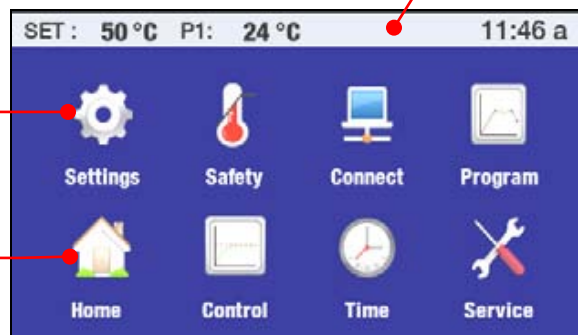 SET : 50 °C P1: 24 °C 11:46 a
Settings Safety Connect Program
Home Control Time Service